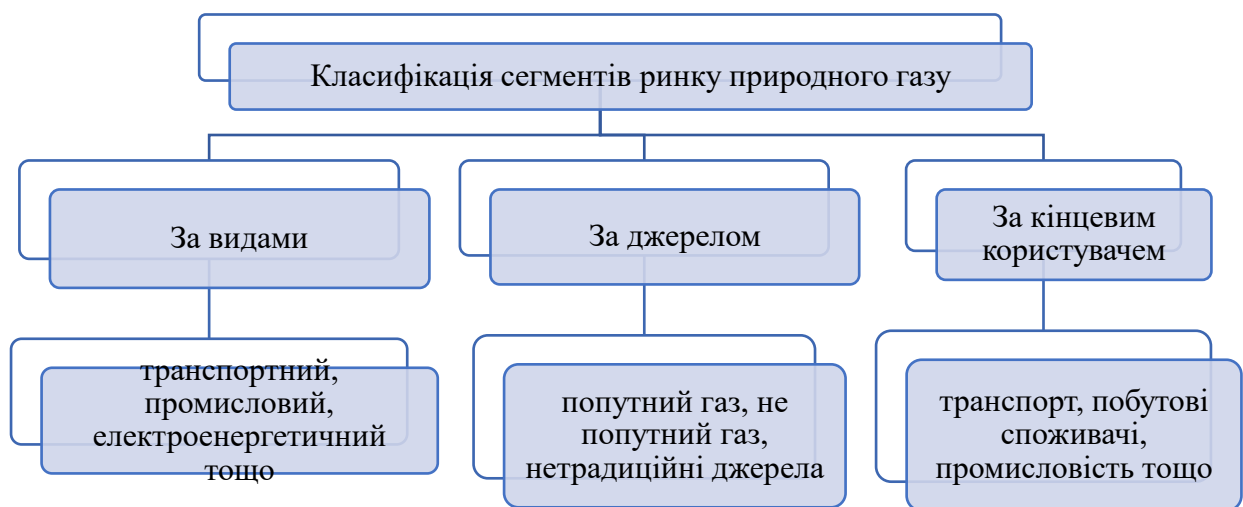 Класифікація сегментів ринку природного газу
За видами
За джерелом
За кінцевим
користувачем
транспортний,
промисловий,
електроенергетичний
тощо
попутний газ, не
попутний газ,
нетрадиційні джерела
транспорт, побутові
споживачі,
промисловість тощо